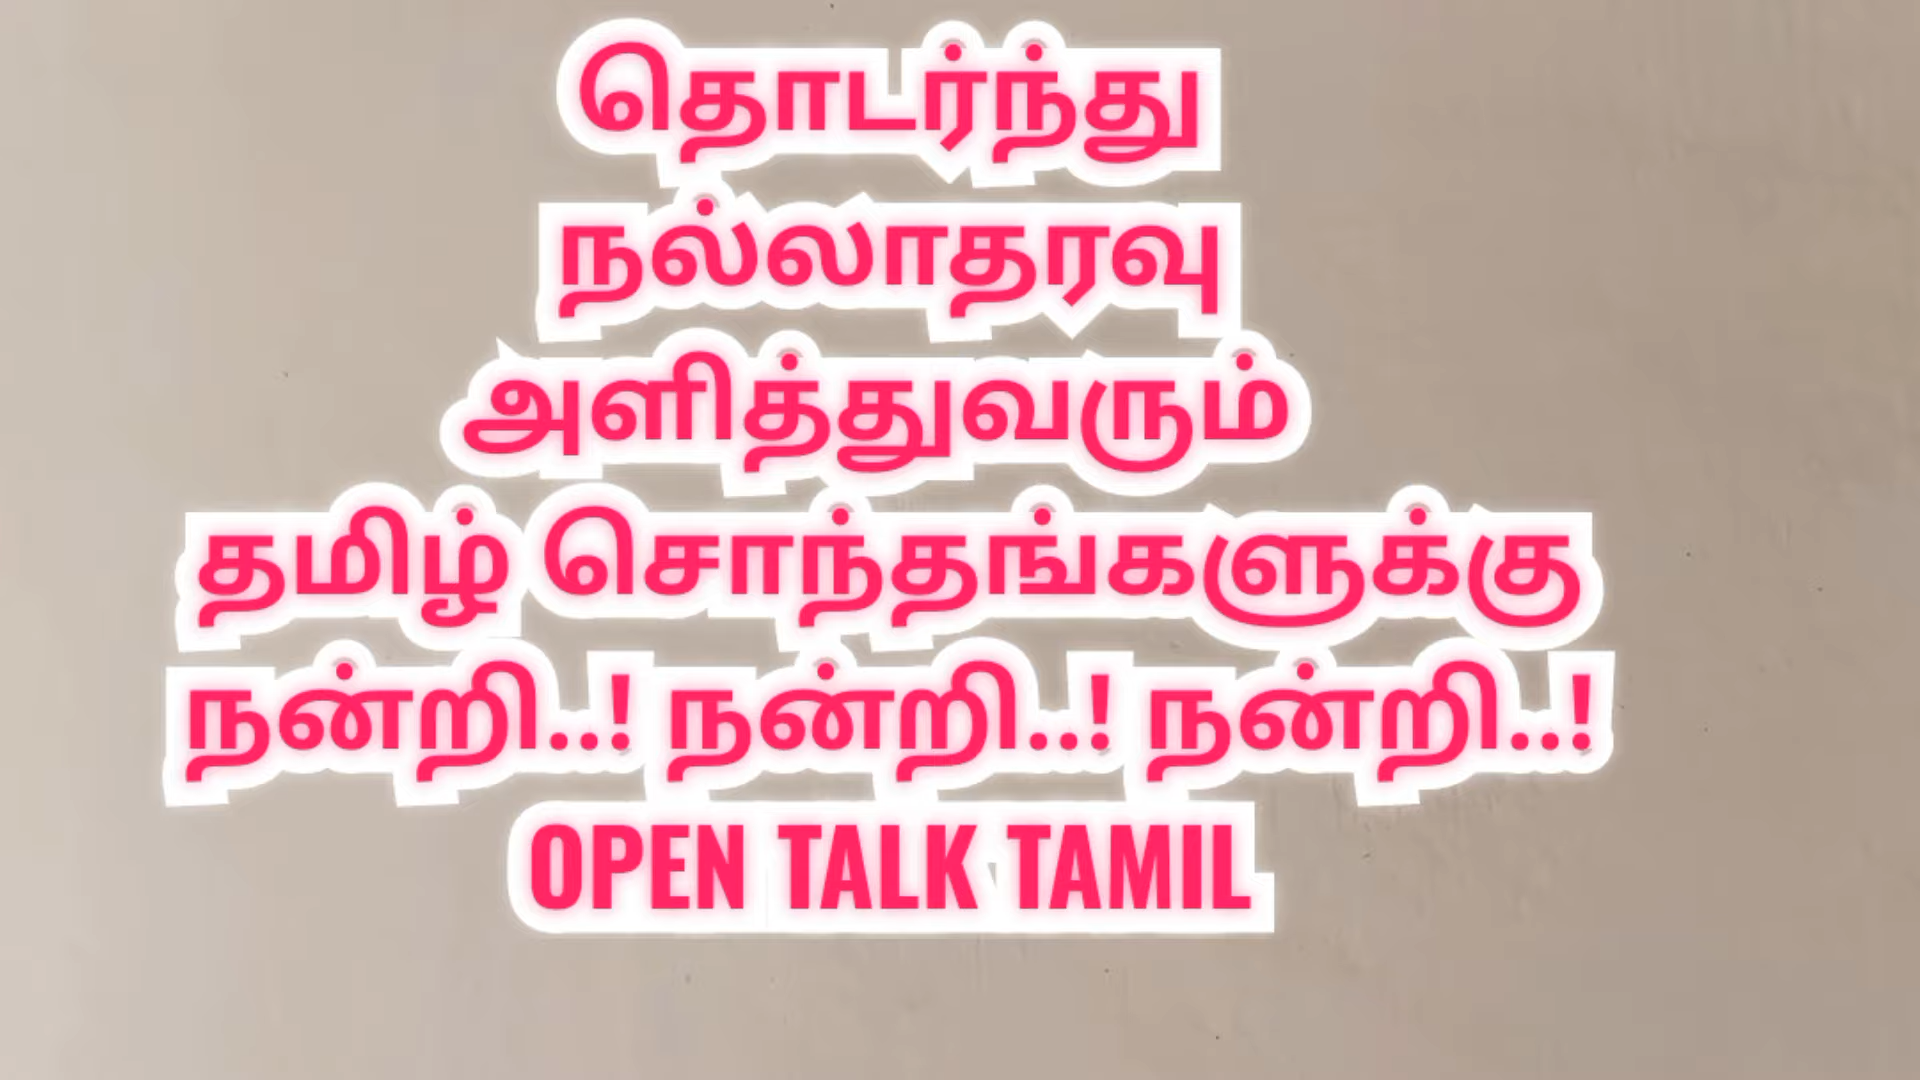 தொடர்ந்து
நல்லாதரவு
அளித்துவரும்
தமிழ் சொந்தங்களுக்கு
நன்றி..! நன்றி..! நன்றி..!
OPEN TALK TAMIL